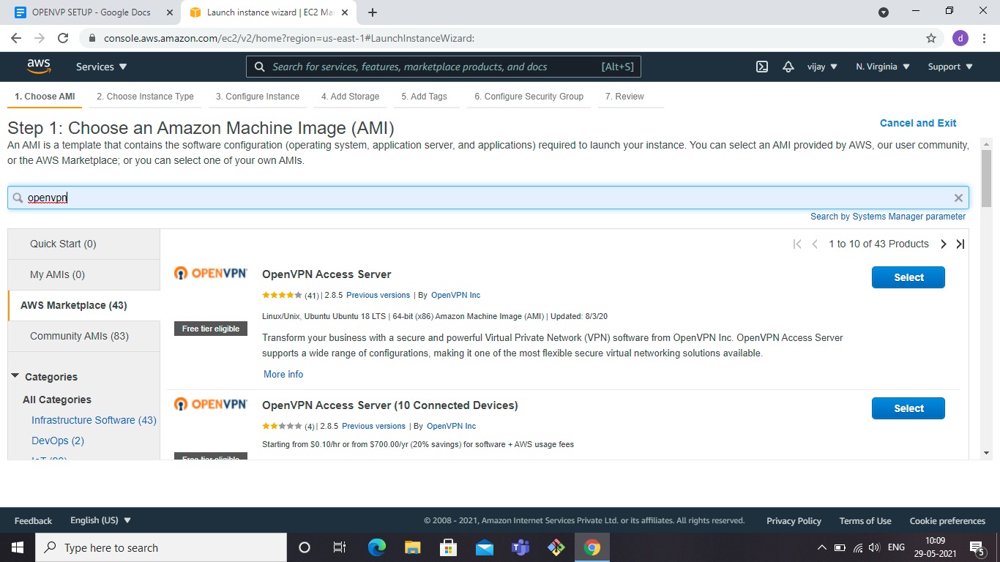 OPENVP SETUP - Google Docs
Launch instance wizard | EC2 Ma
console.aws.amazon.com/ec2/v2/home?region=us-east-1#LaunchInstanceWizard:
d
aws
Services
Search for services, features, marketplace products, and docs
[Alt+S]
vijay
N. Virginia
Support
1. Choose AMI
2. Choose Instance Type
3. Configure Instance
4. Add Storage
5. Add Tags
6. Configure Security Group
7. Review
Step 1: Choose an Amazon Machine Image (AMI)
Cancel and Exit
An AMI is a template that contains the software configuration (operating system, application server, and applications) required to launch your instance. You can select an AMI provided by AWS, our user community,
or the AWS Marketplace; or you can select one of your own AMIs.
openvpn
Search by Systems Manager parameter
Quick Start (0)
My AMIs (0)
AWS Marketplace (43)
Community AMIs (83)
Categories
All Categories
Infrastructure Software (43)
DevOps (2)
1 to 10 of 43 Products
OPENVPN
OpenVPN Access Server
Select
(41) | 2.8.5 Previous versions | By OpenVPN Inc
Linux/Unix, Ubuntu Ubuntu 18 LTS | 64-bit (x86) Amazon Machine Image (AMI) | Updated: 8/3/20
Free tier eligible
Transform your business with a secure and powerful Virtual Private Network (VPN) software from OpenVPN Inc. OpenVPN Access Server
supports a wide range of configurations, making it one of the most flexible secure virtual networking solutions available.
More info
OPENVPN
OpenVPN Access Server (10 Connected Devices)
Select
(4) | 2.8.5 Previous versions | By OpenVPN Inc
Starting from $0.10/hr or from $700.00/yr (20% savings) for software + AWS usage fees
Free tier eligible
Feedback
English (US)
© 2008 - 2021, Amazon Internet Services Private Ltd. or its affiliates. All rights reserved.
Privacy Policy
Terms of Use
Cookie preferences
Type here to search
ENG
10:09
29-05-2021
5